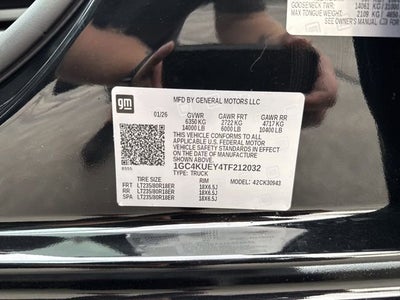 GOOSENECK TWR:
MAX TONGUE WEIGHT:
SEE OWNER'S MANUAL
gm
MFD BY GENERAL MOTORS LLC
01/26 GVWR GAWR FRT GAWR RR
6350 KG 2722 KG 4717 KG
14000 LB 6000 LB 10400 LB
THIS VEHICLE CONFORMS TO ALL
APPLICABLE U.S. FEDERAL MOTOR
VEHICLE SAFETY STANDARDS IN EFFECT ON
THE DATE OF MANUFACTURE SHOWN
ABOVE.
1GC4KUEY4TF212032
TYPE: TRUCK
TIRE SIZE RIM MODEL: 42CK30943
FRT LT235/80R18ER 18X6.5J
RR LT235/80R18ER 18X6.5J
SPA LT235/80R18ER 18X6.5J